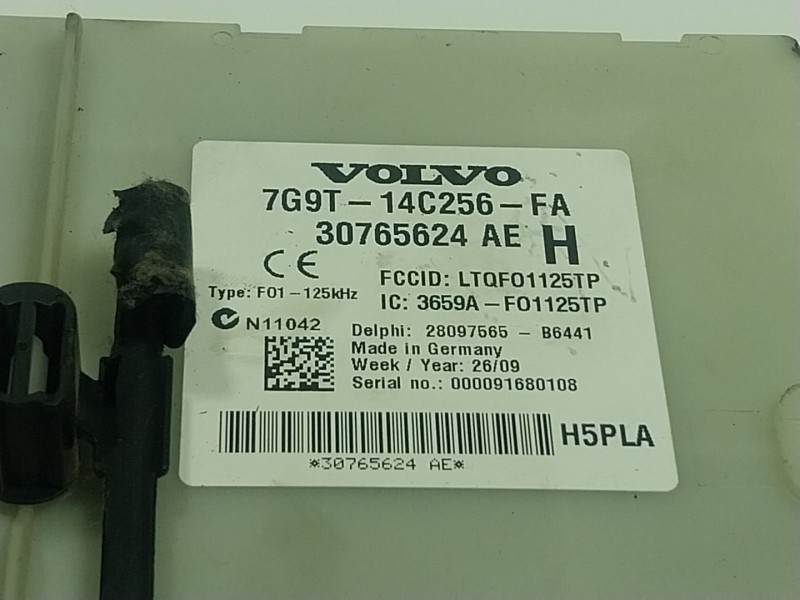 VOLVO
7G9T-14C256-FA
30765624 AE H
CE
FCCID: LTQFO1125TP
Type: F01-125kHz
IC: 3659A-FO1125TP
N11042
Delphi: 28097565 - B6441
Made in Germany
Week / Year: 26/09
Serial no.: 000091680108
H5PLA
*30765624 AE*